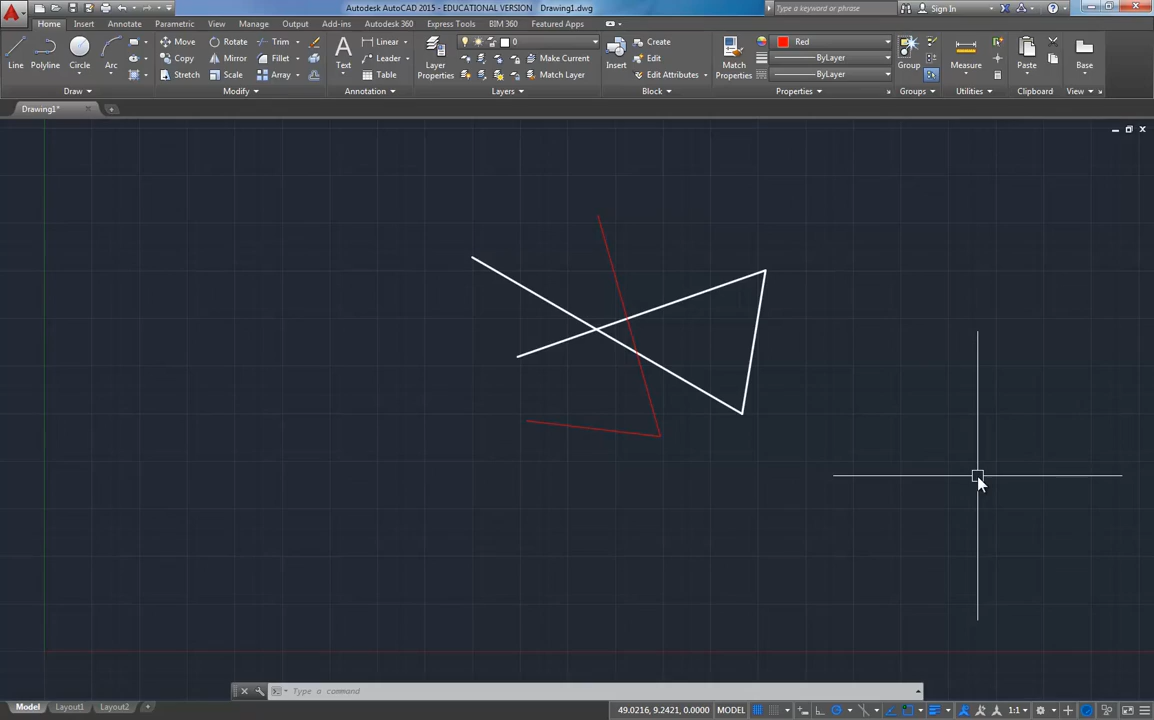 Autodesk AutoCAD 2015 - EDUCATIONAL VERSION Drawing1.dwg
Type a keyword or phrase
Sign In
Home Insert Annotate Parametric View Manage Output Add-ins Autodesk 360 Express Tools BIM 360 Featured Apps
Line Polyline Circle Arc
Draw
Move Rotate Trim
Copy Mirror Fillet
Stretch Scale Array
Modify
Text
Linear
Leader
Table
Annotation
Layer Properties
0
Make Current
Match Layer
Layers
Insert
Create
Edit
Edit Attributes
Block
Match Properties
Red
ByLayer
ByLayer
Properties
Group
Groups
Measure
Utilities
Paste
Clipboard
Base
View
Drawing1*
Type a command
Model Layout1 Layout2
49.0216, 9.2421, 0.0000 MODEL
1:1